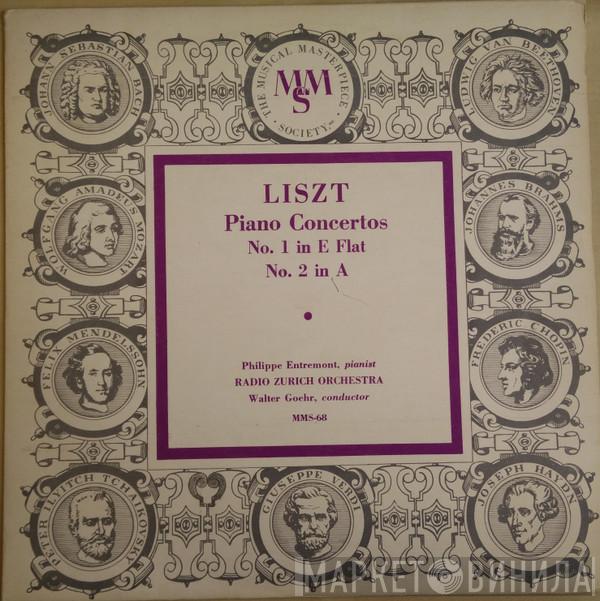 JOHANN SEBASTIAN BACH
MMS
THE MUSICAL MASTERPIECE SOCIETY, INC.
LUDWIG VAN BEETHOVEN
WOLFGANG AMADEUS MOZART
JOHANNES BRAHMS
LISZT
Piano Concertos
No. 1 in E Flat
No. 2 in A
FELIX MENDELSSOHN
FREDERIC CHOPIN
Philippe Entremont, pianist
RADIO ZURICH ORCHESTRA
Walter Goehr, conductor
MMS-68
PETER ILYITCH TCHAIKOVSKY
GIUSEPPE VERDI
JOSEPH HAYDN
МАРКЕТ ВИНИЛА